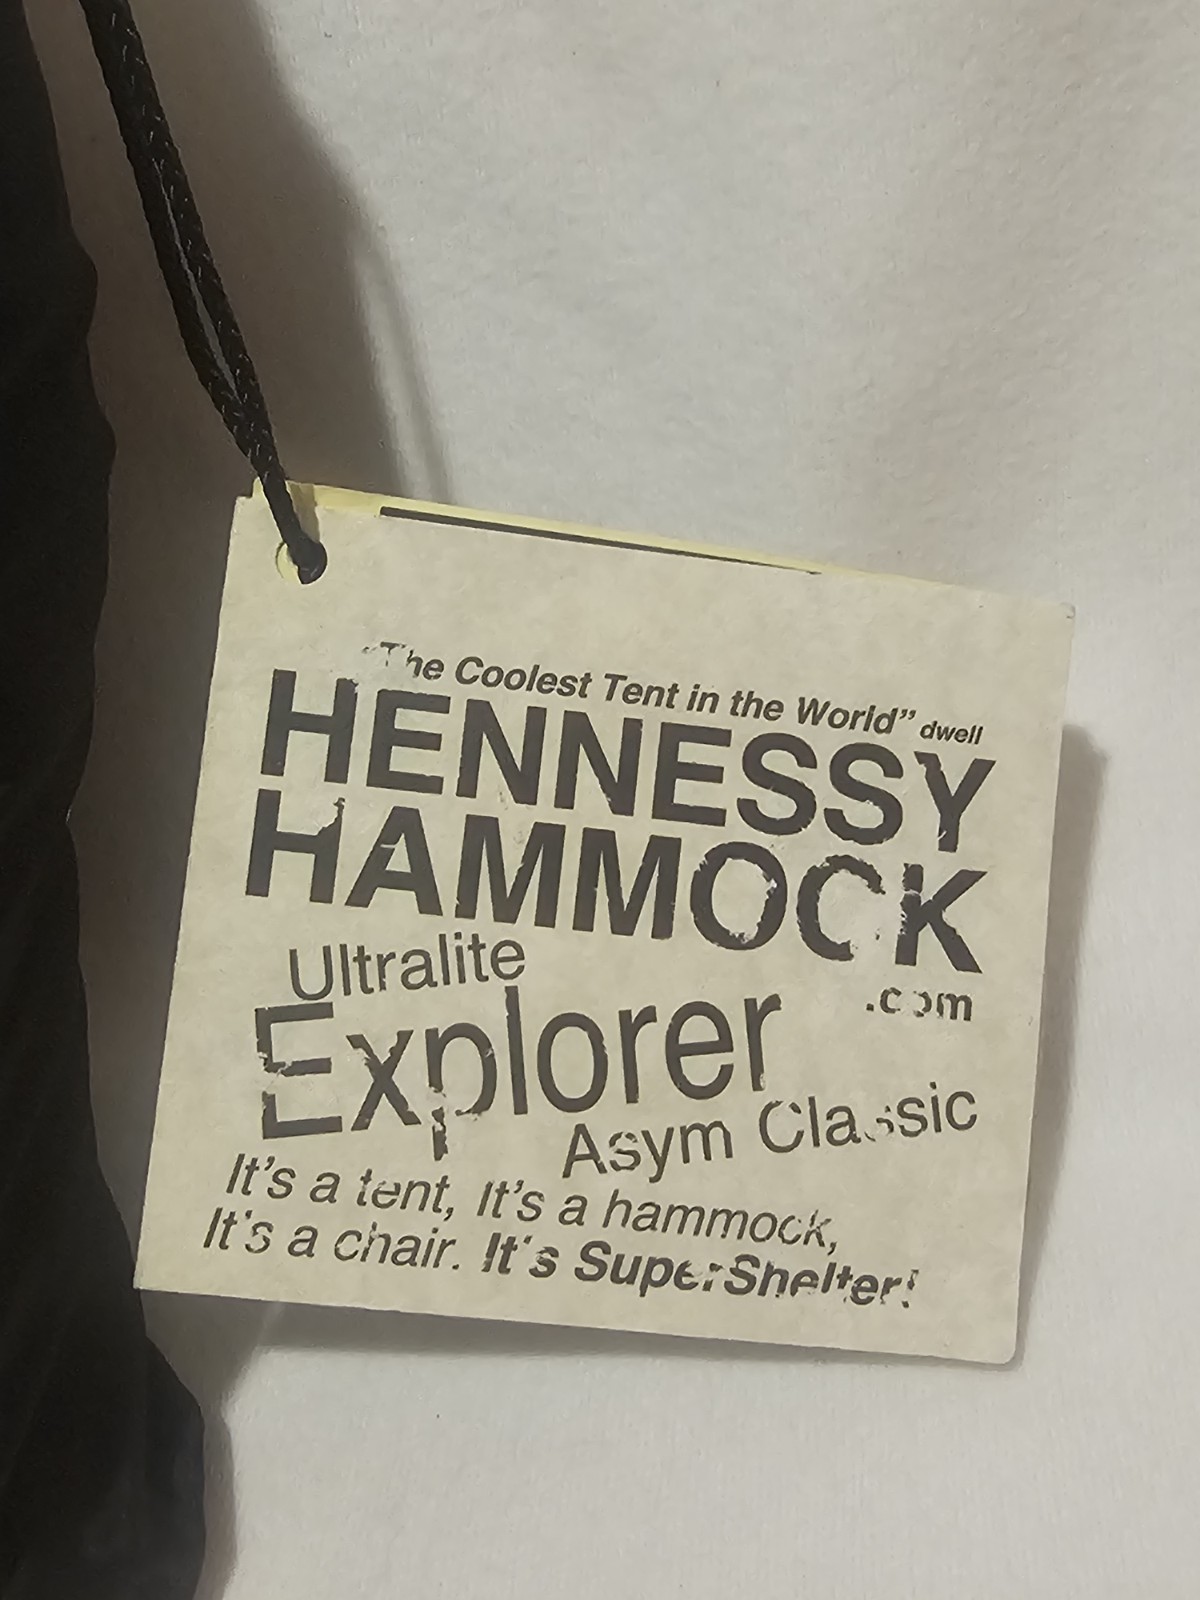 "The Coolest Tent in the World" dwell
HENNESSY
HAMMOCK
.com
Ultralite
Explorer
Asym Classic
It's a tent, It's a hammock,
It's a chair. It's SuperShelter!